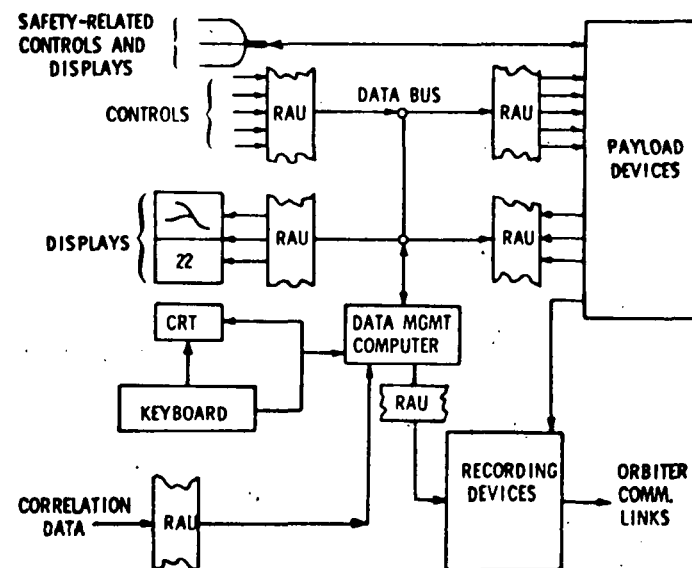 SAFETY-RELATED
CONTROLS AND
DISPLAYS
CONTROLS
RAU
DATA BUS
RAU
PAYLOAD
DEVICES
DISPLAYS
22
RAU
RAU
CRT
DATA MGMT
COMPUTER
KEYBOARD
RAU
CORRELATION
DATA
RAU
RECORDING
DEVICES
ORBITER
COMM.
LINKS